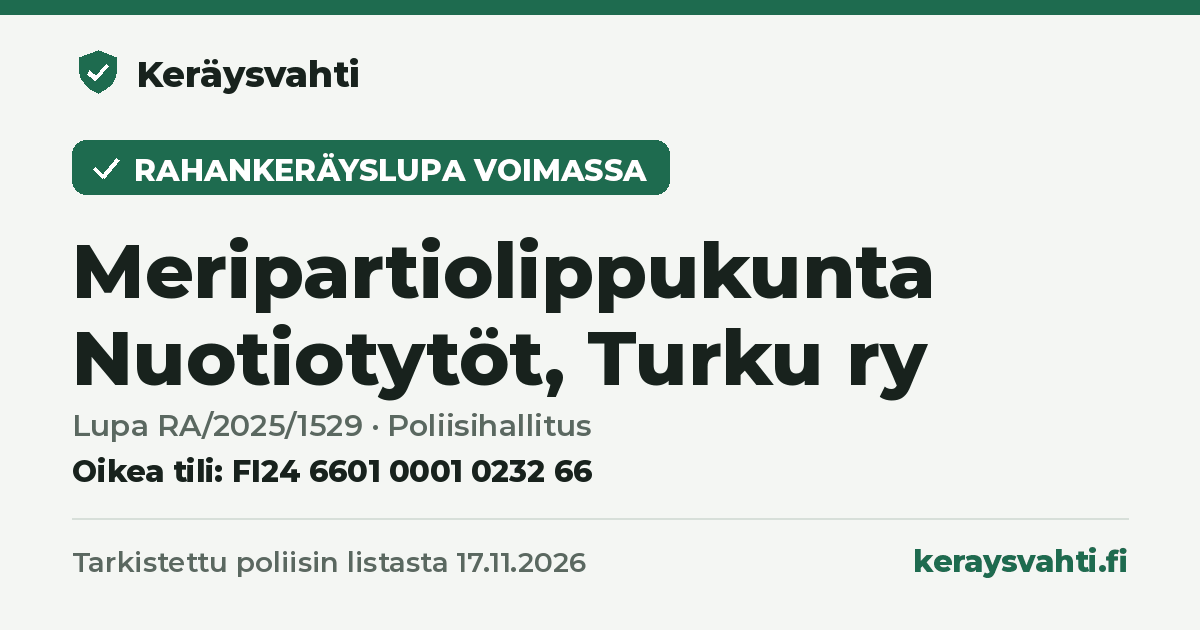 Keräysvahti
RAHANKERÄYSLUPA VOIMASSA
Meripartiolippukunta
Nuotiotytöt, Turku ry
Lupa RA/2025/1529 · Poliisihallitus
Oikea tili: FI24 6601 0001 0232 66
Tarkistettu poliisin listasta 17.11.2026
keraysvahti.fi